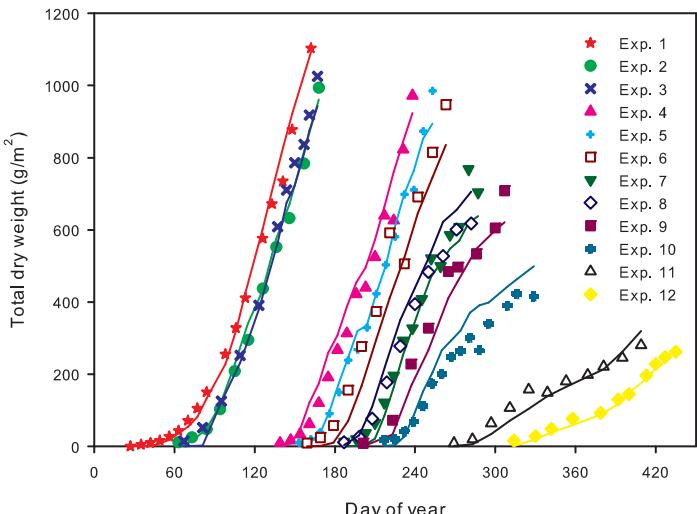 1200
1000
800
600
400
200
0
Total dry weight (g/m²)
0 60 120 180 240 300 360 420
Day of year
Exp. 1
Exp. 2
Exp. 3
Exp. 4
Exp. 5
Exp. 6
Exp. 7
Exp. 8
Exp. 9
Exp. 10
Exp. 11
Exp. 12